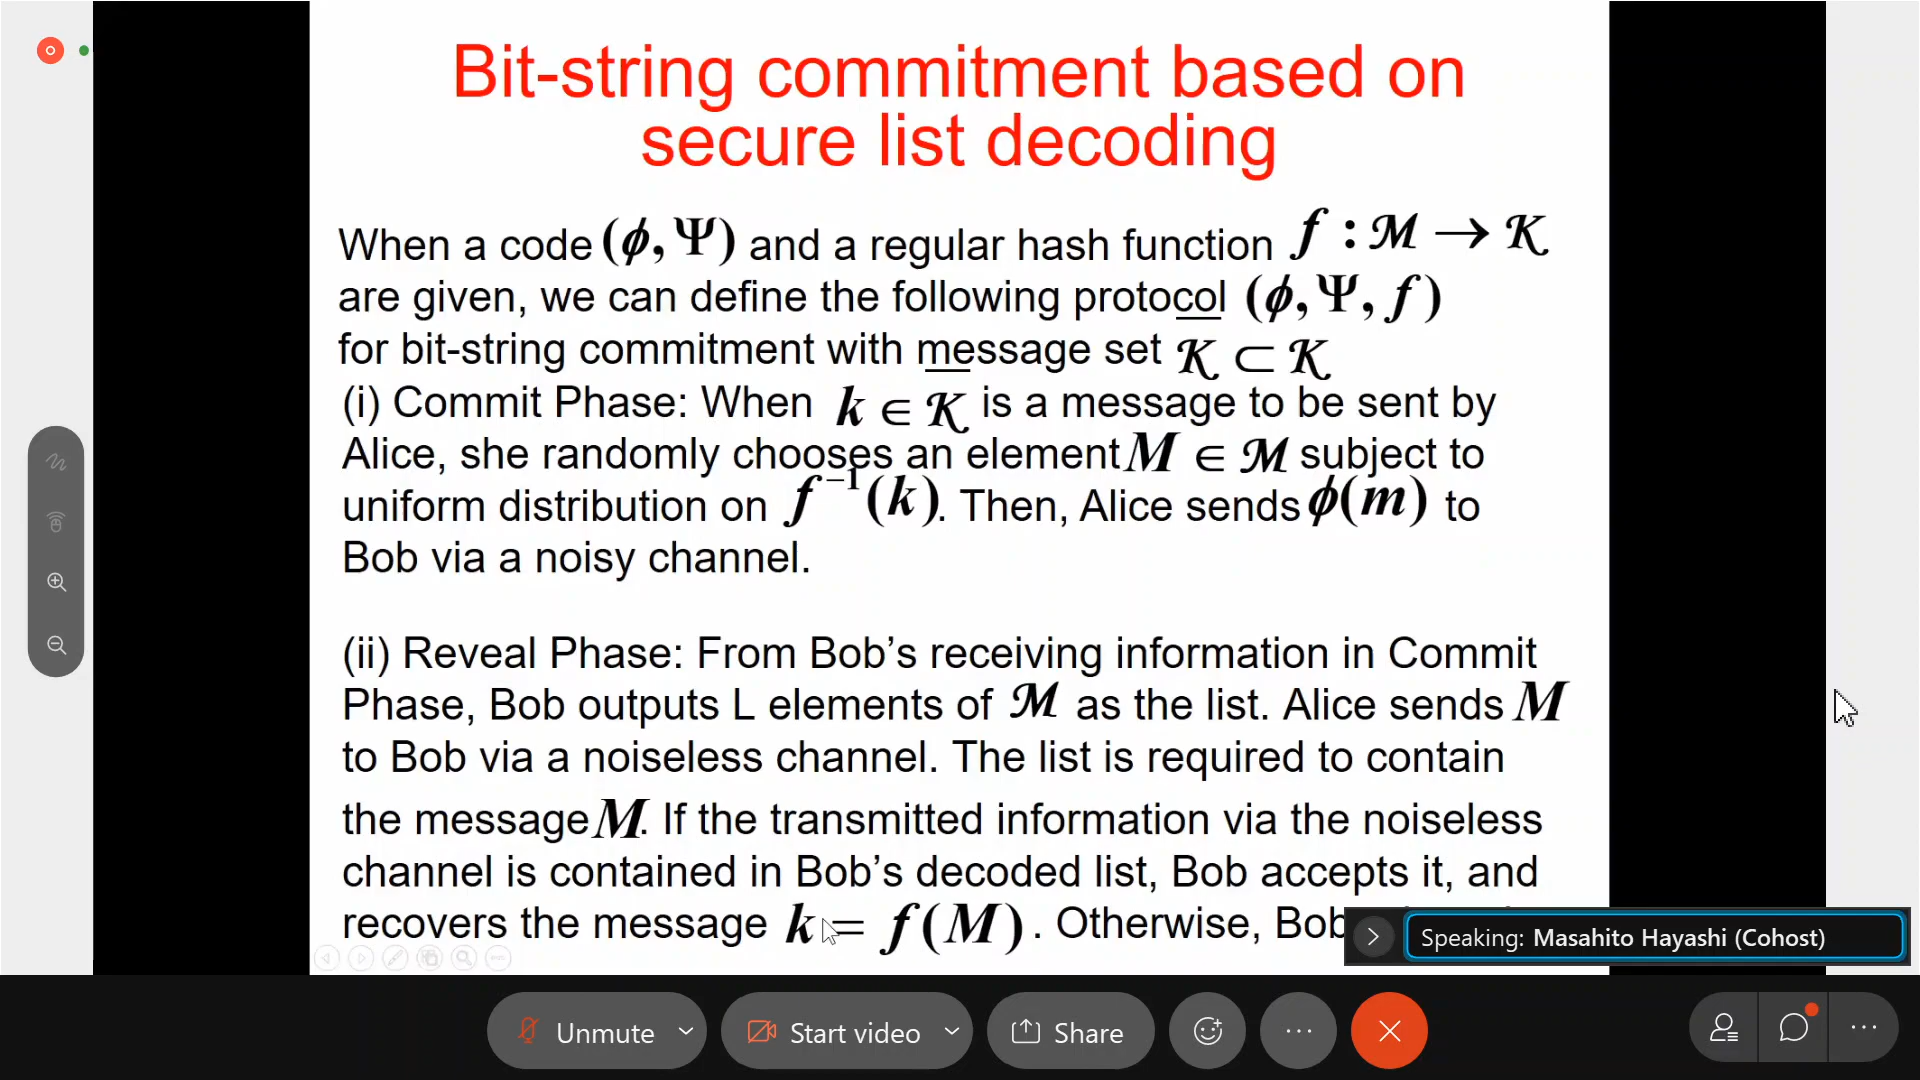 Bit-string commitment based on
secure list decoding
When a code (ϕ, Ψ) and a regular hash function f : ℳ → 𝒦
are given, we can define the following protocol (ϕ, Ψ, f)
for bit-string commitment with message set 𝒦 ⊂ 𝒦
(i) Commit Phase: When k ∈ 𝒦 is a message to be sent by
Alice, she randomly chooses an element M ∈ ℳ subject to
uniform distribution on f⁻¹(k). Then, Alice sends ϕ(m) to
Bob via a noisy channel.
(ii) Reveal Phase: From Bob’s receiving information in Commit
Phase, Bob outputs L elements of ℳ as the list. Alice sends M
to Bob via a noiseless channel. The list is required to contain
the message M. If the transmitted information via the noiseless
channel is contained in Bob’s decoded list, Bob accepts it, and
recovers the message k = f(M). Otherwise, Bob
Speaking: Masahito Hayashi (Cohost)
Unmute
Start video
Share